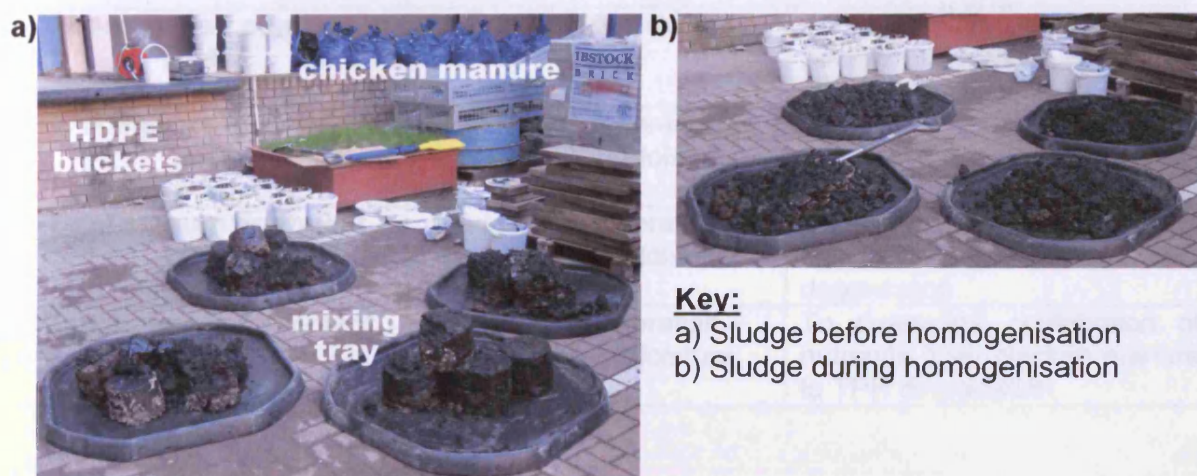 a)
chicken manure
IBSTOCK
BRICK
HDPE
buckets
mixing
tray
b)
Key:
a) Sludge before homogenisation
b) Sludge during homogenisation